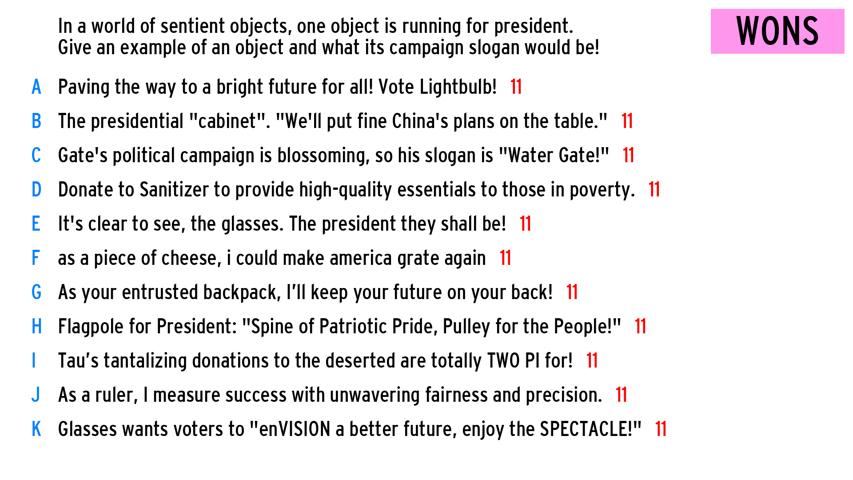 In a world of sentient objects, one object is running for president.
Give an example of an object and what its campaign slogan would be!
WONS
A Paving the way to a bright future for all! Vote Lightbulb! 11
B The presidential "cabinet". "We'll put fine China's plans on the table." 11
C Gate's political campaign is blossoming, so his slogan is "Water Gate!" 11
D Donate to Sanitizer to provide high-quality essentials to those in poverty. 11
E It's clear to see, the glasses. The president they shall be! 11
F as a piece of cheese, i could make america grate again 11
G As your entrusted backpack, I’ll keep your future on your back! 11
H Flagpole for President: "Spine of Patriotic Pride, Pulley for the People!" 11
I Tau’s tantalizing donations to the deserted are totally TWO PI for! 11
J As a ruler, I measure success with unwavering fairness and precision. 11
K Glasses wants voters to "enVISION a better future, enjoy the SPECTACLE!" 11